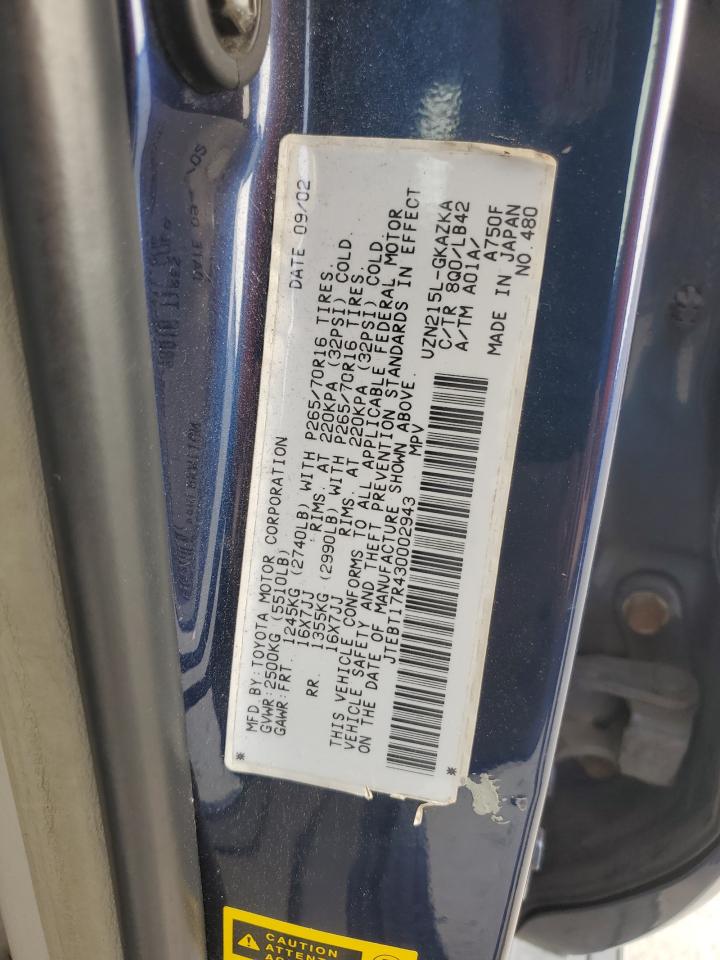 DATE 09/02
MFD BY: TOYOTA MOTOR CORPORATION
GVWR: 2500KG (5510LB)
GAWR: FRT. 1245KG (2740LB) WITH P265/70R16 TIRES.
16X7JJ RIMS. AT 220KPA (32PSI) COLD
RR. 1355KG (2990LB) WITH P265/70R16 TIRES.
16X7JJ RIMS. AT 220KPA (32PSI) COLD
THIS VEHICLE CONFORMS TO ALL APPLICABLE FEDERAL MOTOR
VEHICLE SAFETY AND THEFT PREVENTION STANDARDS IN EFFECT
ON THE DATE OF MANUFACTURE SHOWN ABOVE.
JTEBT17R430002943 MPV
UZN215L-GKAZKA
C/TR 8Q0/LB42
A/TM A01A/ A750F
MADE IN JAPAN
NO.480
CAUTION